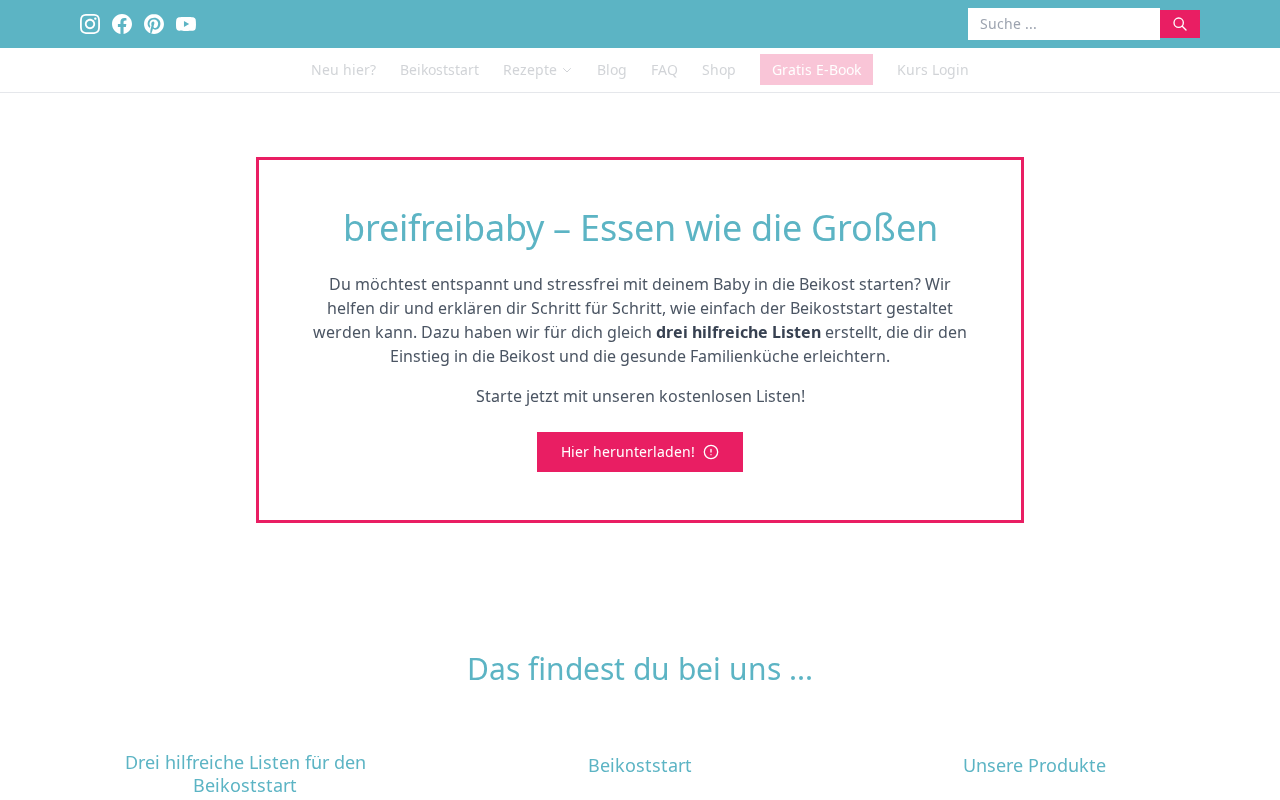 Suche ...
Neu hier?
Beikoststart
Rezepte
Blog
FAQ
Shop
Gratis E-Book
Kurs Login
breifreibaby – Essen wie die Großen
Du möchtest entspannt und stressfrei mit deinem Baby in die Beikost starten? Wir
helfen dir und erklären dir Schritt für Schritt, wie einfach der Beikoststart gestaltet
werden kann. Dazu haben wir für dich gleich drei hilfreiche Listen erstellt, die dir den
Einstieg in die Beikost und die gesunde Familienküche erleichtern.
Starte jetzt mit unseren kostenlosen Listen!
Hier herunterladen!
Das findest du bei uns ...
Drei hilfreiche Listen für den
Beikoststart
Beikoststart
Unsere Produkte